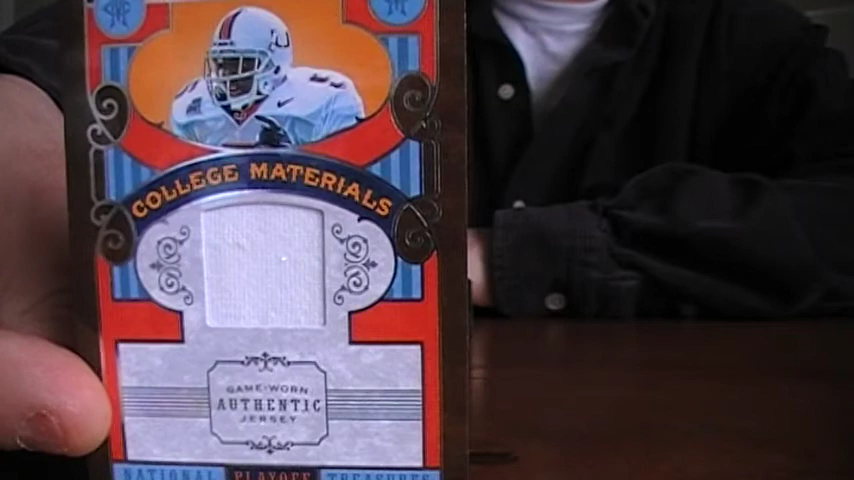 COLLEGE MATERIALS
GAME-WORN
AUTHENTIC
JERSEY
NATIONAL PLAYOFF TREASURES